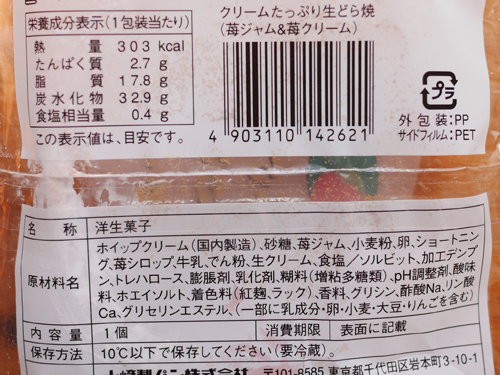 栄養成分表示(1包装当たり)
熱量 303 kcal
たんぱく質 2.7 g
脂質 17.8 g
炭水化物 32.9 g
食塩相当量 0.4 g
この表示値は、目安です。
クリームたっぷり生どら焼
(苺ジャム&苺クリーム)
4 903110 142621
プラ
外包装:PP
サイドフィルム:PET
名称 洋生菓子
原材料名 ホイップクリーム(国内製造)、砂糖、苺ジャム、小麦粉、卵、ショートニン
グ、苺シロップ、牛乳、でん粉、生クリーム、食塩/ソルビット、加工デンプ
ン、トレハロース、膨脹剤、乳化剤、糊料(増粘多糖類)、pH調整剤、酸味
料、ホエイソルト、着色料(紅麹、ラック)、香料、グリシン、酢酸Na、リン酸
Ca、グリセリンエステル、(一部に乳成分・卵・小麦・大豆・りんごを含む)
内容量 1個 消費期限 表面に記載
保存方法 10℃以下で保存してください(要冷蔵)。
山崎製パン株式会社 〒101-8585 東京都千代田区岩本町3-10-1